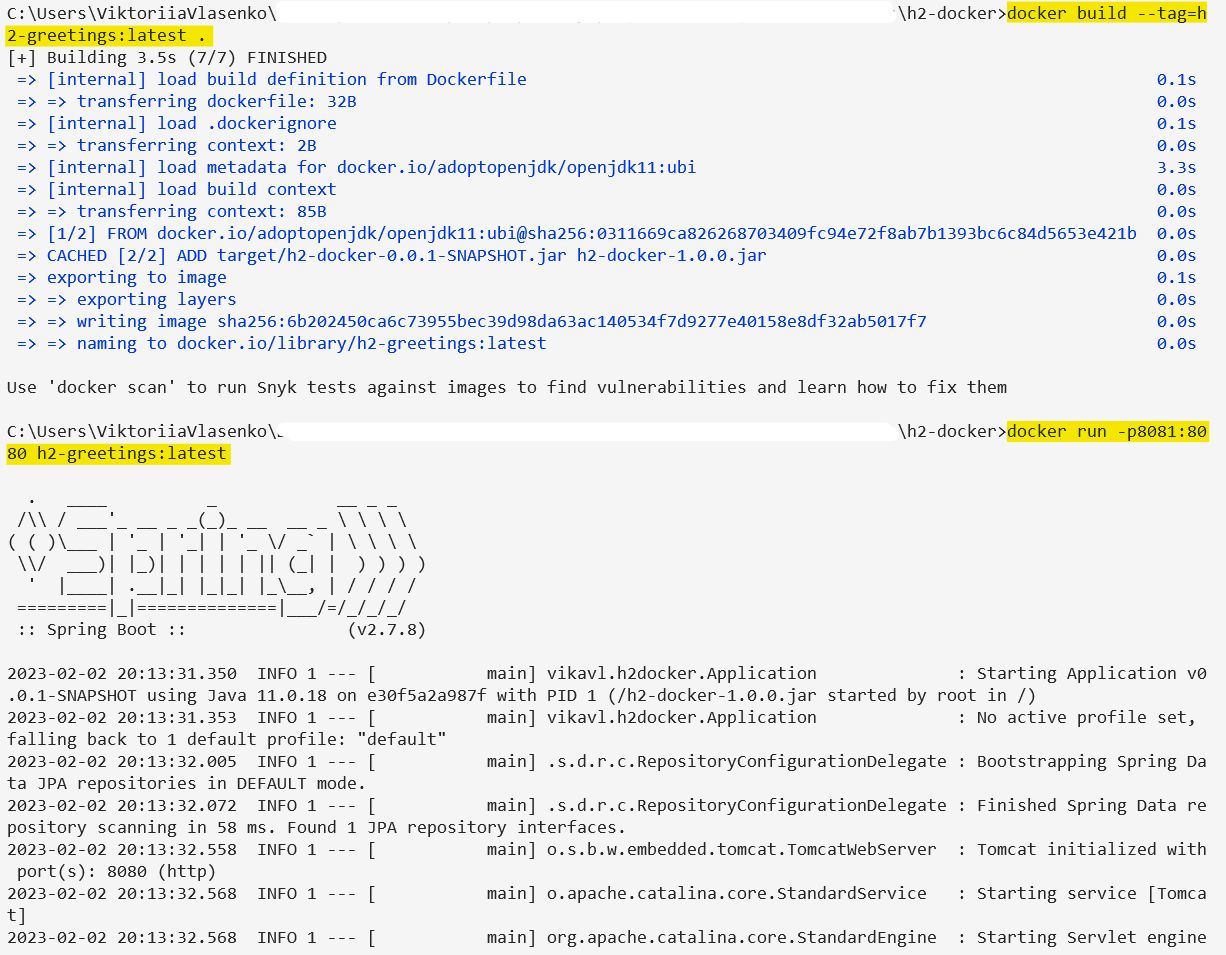 C:\Users\ViktoriiaVlasenko\ \h2-docker>docker build --tag=h
2-greetings:latest .
[+] Building 3.5s (7/7) FINISHED
 => [internal] load build definition from Dockerfile 0.1s
 => => transferring dockerfile: 32B 0.0s
 => [internal] load .dockerignore 0.1s
 => => transferring context: 2B 0.0s
 => [internal] load metadata for docker.io/adoptopenjdk/openjdk11:ubi 3.3s
 => [internal] load build context 0.0s
 => => transferring context: 85B 0.0s
 => [1/2] FROM docker.io/adoptopenjdk/openjdk11:ubi@sha256:0311669ca826268703409fc94e72f8ab7b1393bc6c84d5653e421b 0.0s
 => CACHED [2/2] ADD target/h2-docker-0.0.1-SNAPSHOT.jar h2-docker-1.0.0.jar 0.0s
 => exporting to image 0.1s
 => => exporting layers 0.0s
 => => writing image sha256:6b202450ca6c73955bec39d98da63ac140534f7d9277e40158e8df32ab5017f7 0.0s
 => => naming to docker.io/library/h2-greetings:latest 0.0s
Use 'docker scan' to run Snyk tests against images to find vulnerabilities and learn how to fix them
C:\Users\ViktoriiaVlasenko\ \h2-docker>docker run -p8081:80
80 h2-greetings:latest
  .   ____          _            __ _ _
 /\\ / ___'_ __ _ _(_)_ __  __ _ \ \ \ \
( ( )\___ | '_ | '_| | '_ \/ _` | \ \ \ \
 \\/  ___)| |_)| | | | | || (_| |  ) ) ) )
  '  |____| .__|_| |_|_| |_\__, | / / / /
 =========|_|==============|___/=/_/_/_/
 :: Spring Boot ::                (v2.7.8)
2023-02-02 20:13:31.350  INFO 1 --- [           main] vikavl.h2docker.Application              : Starting Application v0
.0.1-SNAPSHOT using Java 11.0.18 on e30f5a2a987f with PID 1 (/h2-docker-1.0.0.jar started by root in /)
2023-02-02 20:13:31.353  INFO 1 --- [           main] vikavl.h2docker.Application              : No active profile set,
falling back to 1 default profile: "default"
2023-02-02 20:13:32.005  INFO 1 --- [           main] .s.d.r.c.RepositoryConfigurationDelegate : Bootstrapping Spring Da
ta JPA repositories in DEFAULT mode.
2023-02-02 20:13:32.072  INFO 1 --- [           main] .s.d.r.c.RepositoryConfigurationDelegate : Finished Spring Data re
pository scanning in 58 ms. Found 1 JPA repository interfaces.
2023-02-02 20:13:32.558  INFO 1 --- [           main] o.s.b.w.embedded.tomcat.TomcatWebServer  : Tomcat initialized with
 port(s): 8080 (http)
2023-02-02 20:13:32.568  INFO 1 --- [           main] o.apache.catalina.core.StandardService   : Starting service [Tomca
t]
2023-02-02 20:13:32.568  INFO 1 --- [           main] org.apache.catalina.core.StandardEngine  : Starting Servlet engine